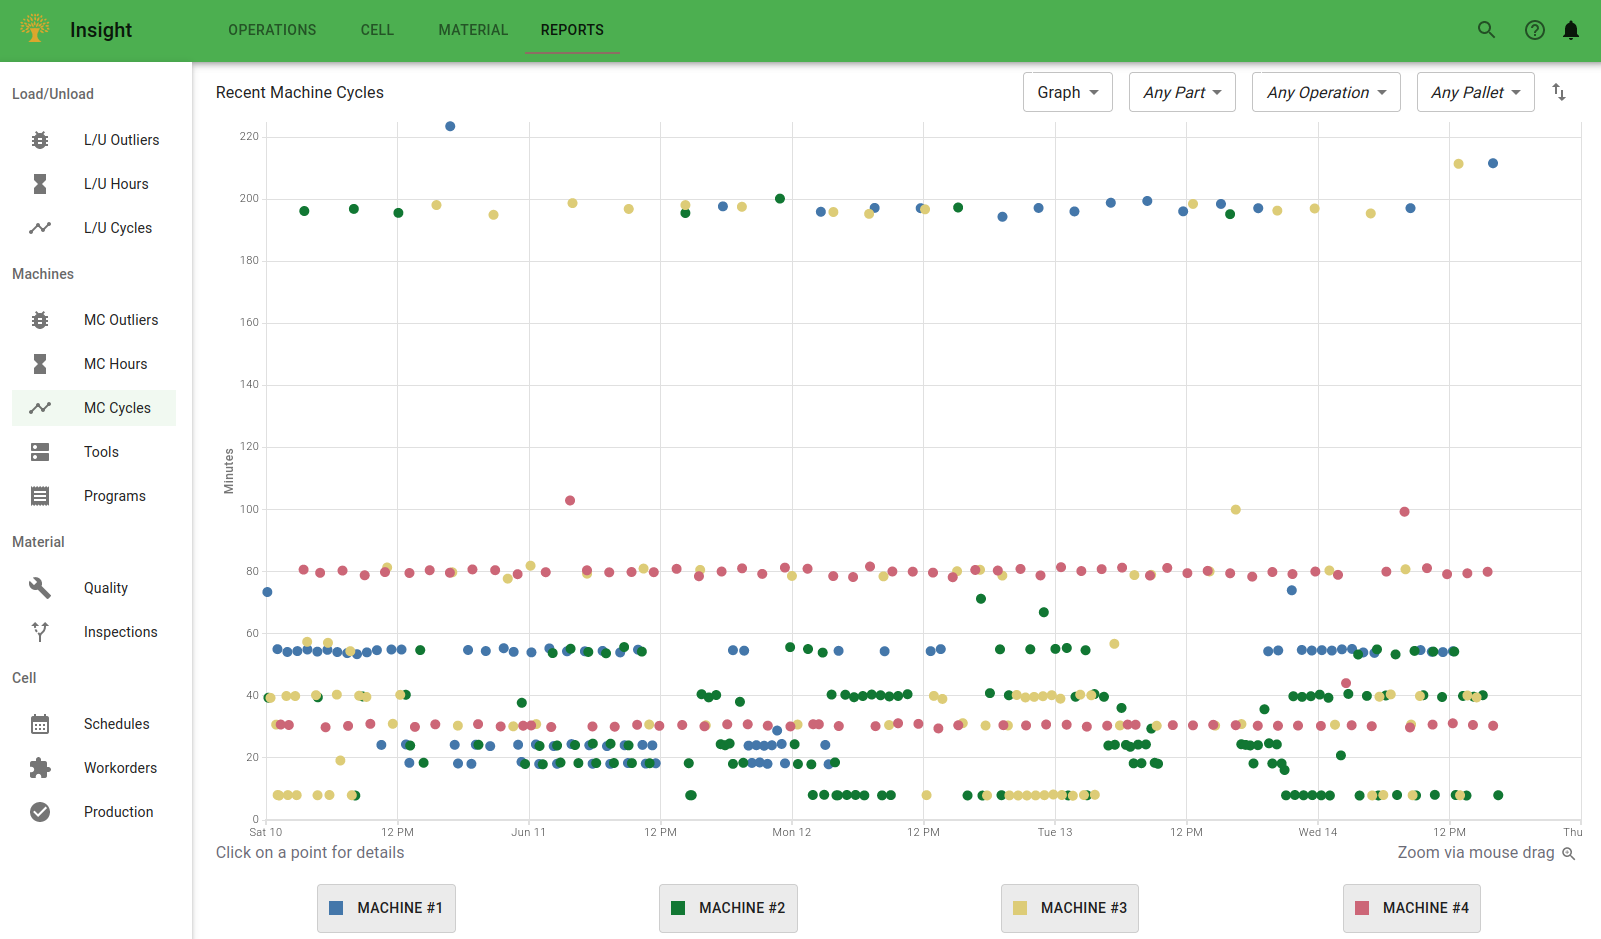 Insight
OPERATIONS CELL MATERIAL REPORTS
Load/Unload
L/U Outliers
L/U Hours
L/U Cycles
Machines
MC Outliers
MC Hours
MC Cycles
Tools
Programs
Material
Quality
Inspections
Cell
Schedules
Workorders
Production
Recent Machine Cycles
Graph Any Part Any Operation Any Pallet
220
200
180
160
140
120
100
80
60
40
20
0
Minutes
Sat 10 12 PM Jun 11 12 PM Mon 12 12 PM Tue 13 12 PM Wed 14 12 PM Thu
Click on a point for details Zoom via mouse drag
MACHINE #1 MACHINE #2 MACHINE #3 MACHINE #4